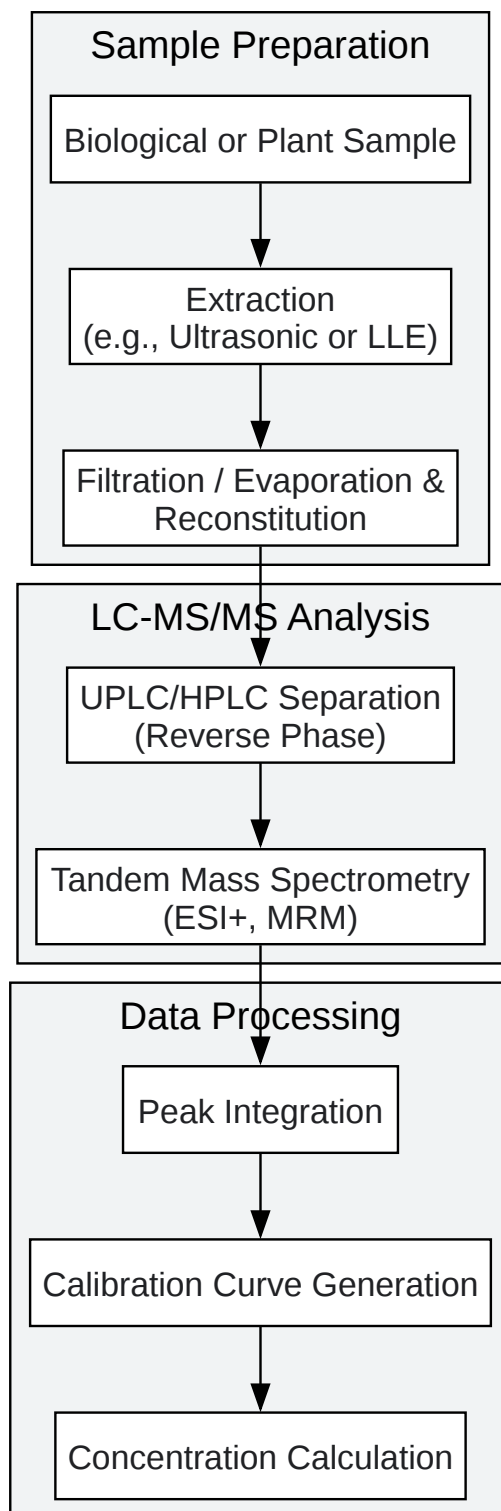 Sample Preparation
Biological or Plant Sample
Extraction
(e.g., Ultrasonic or LLE)
Filtration / Evaporation &
Reconstitution
LC-MS/MS Analysis
UPLC/HPLC Separation
(Reverse Phase)
Tandem Mass Spectrometry
(ESI+, MRM)
Data Processing
Peak Integration
Calibration Curve Generation
Concentration Calculation